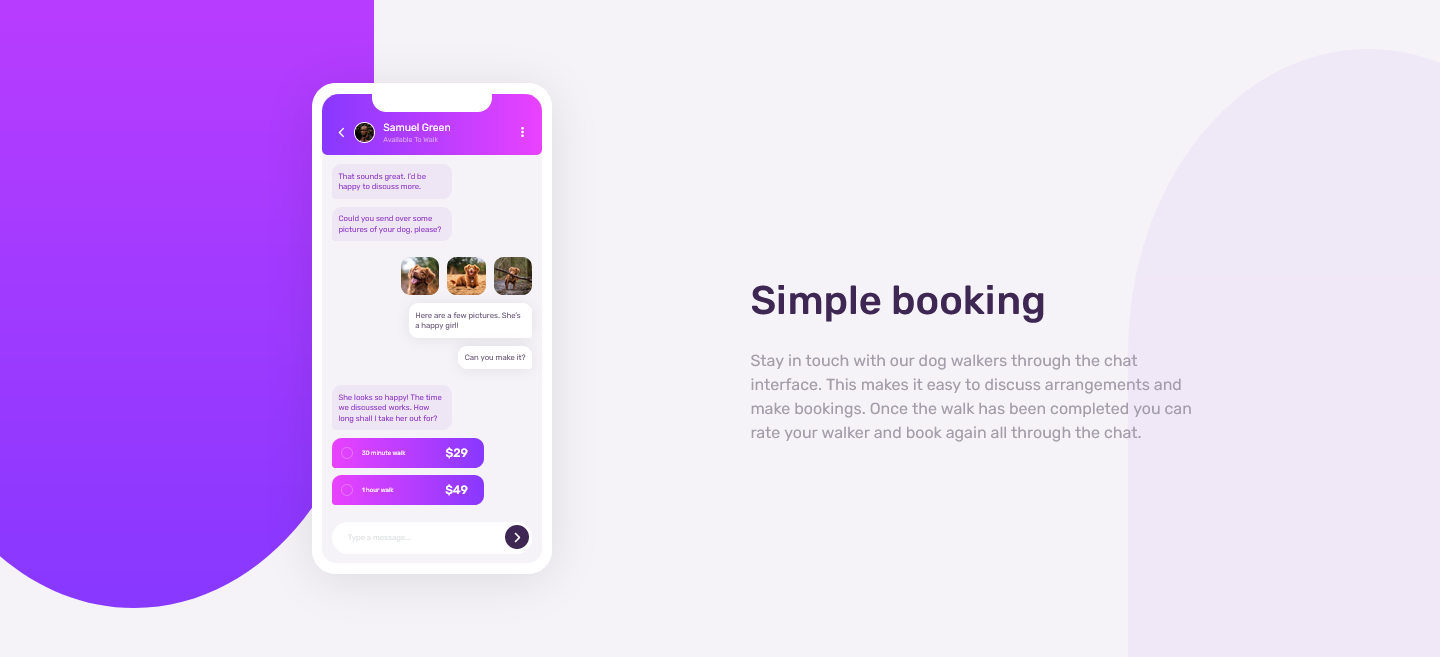 Samuel Green
Available To Walk
That sounds great. I'd be
happy to discuss more.
Could you send over some
pictures of your dog, please?
Here are a few pictures. She's
a happy girl!
Can you make it?
She looks so happy! The time
we discussed works. How
long shall I take her out for?
30 minute walk $29
1 hour walk $49
Type a message...
Simple booking
Stay in touch with our dog walkers through the chat
interface. This makes it easy to discuss arrangements and
make bookings. Once the walk has been completed you can
rate your walker and book again all through the chat.